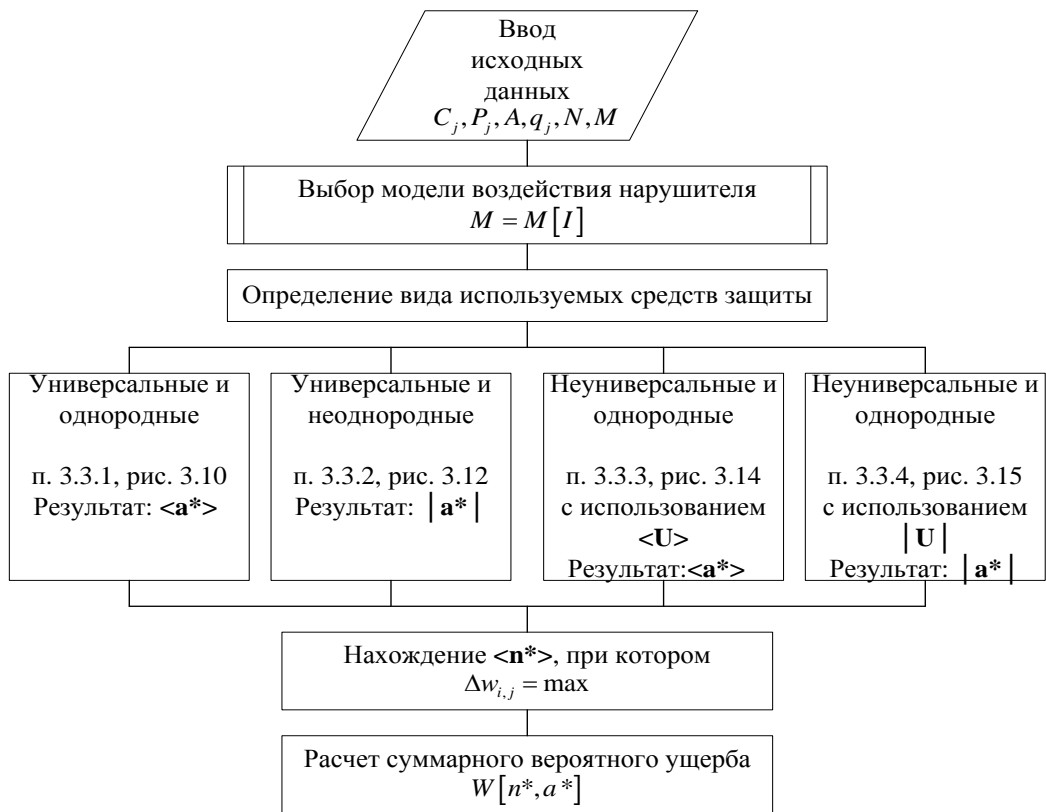 Ввод
исходных
данных
C_j, P_j, A, q_j, N, M
Выбор модели воздействия нарушителя
M = M[I]
Определение вида используемых средств защиты
Универсальные и
однородные
п. 3.3.1, рис. 3.10
Результат: <a*>
Универсальные и
неоднородные
п. 3.3.2, рис. 3.12
Результат: |a*|
Неуниверсальные и
однородные
п. 3.3.3, рис. 3.14
с использованием
<U>
Результат:<a*>
Неуниверсальные и
однородные
п. 3.3.4, рис. 3.15
с использованием
|U|
Результат: |a*|
Нахождение <n*>, при котором
Δw_{i,j} = max
Расчет суммарного вероятного ущерба
W[n*, a*]